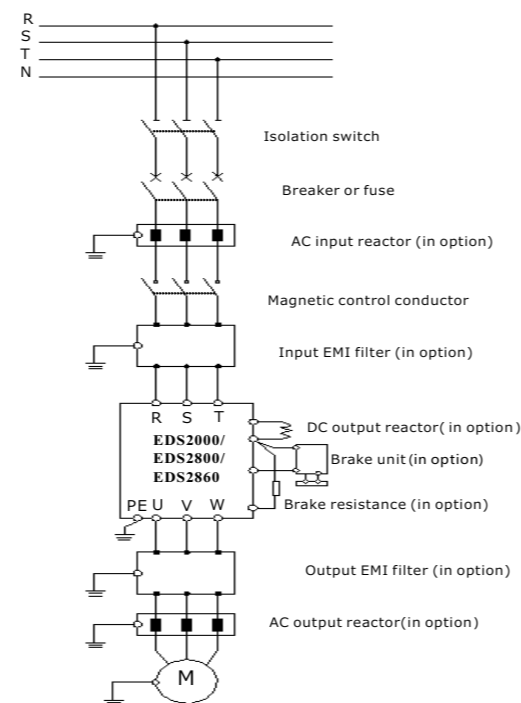 R
S
T
N
Isolation switch
Breaker or fuse
AC input reactor (in option)
Magnetic control conductor
Input EMI filter (in option)
R S T
EDS2000/
EDS2800/
EDS2860
DC output reactor( in option)
Brake unit (in option)
Brake resistance (in option)
PE U V W
Output EMI filter (in option)
AC output reactor(in option)
M